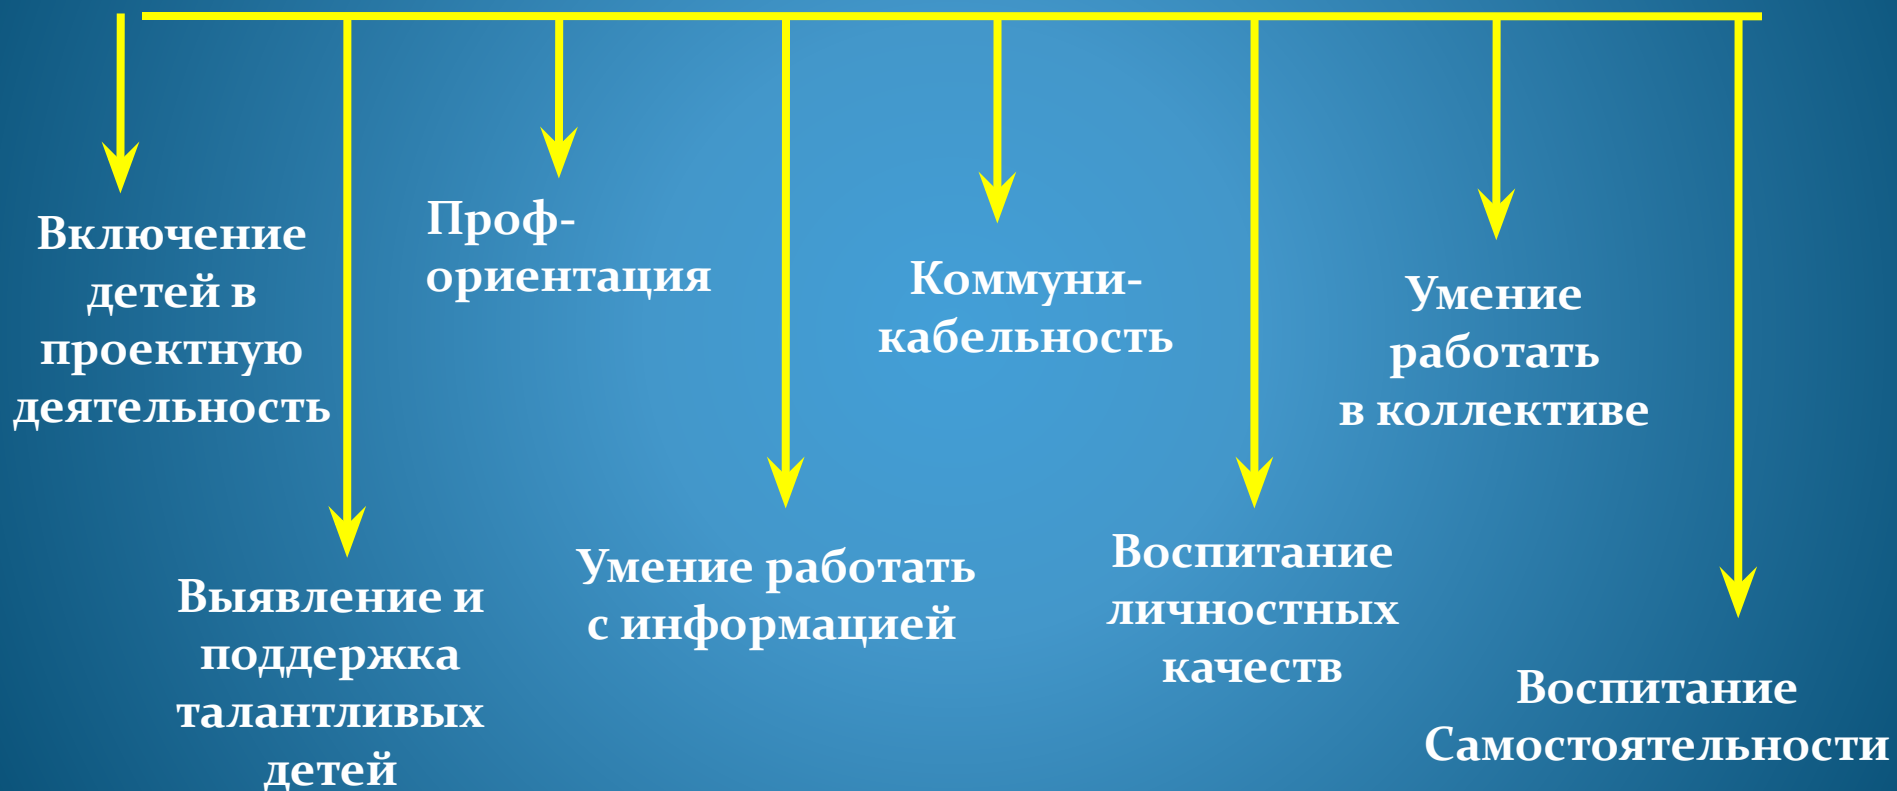 Включение
детей в
проектную
деятельность
Выявление и
поддержка
талантливых
детей
Проф-
ориентация
Умение работать
с информацией
Коммуни-
кабельность
Воспитание
личностных
качеств
Умение
работать
в коллективе
Воспитание
Самостоятельности